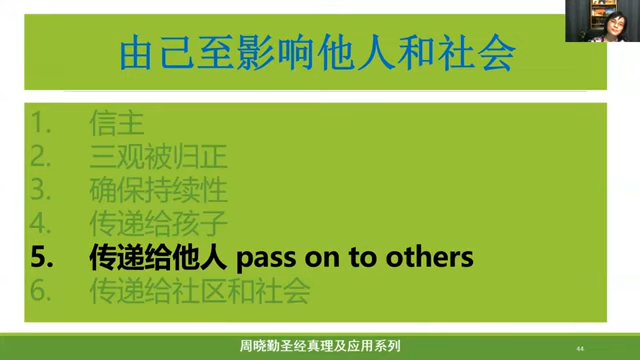 由己至影响他人和社会
1. 信主
2. 三观被归正
3. 确保持续性
4. 传递给孩子
5. 传递给他人 pass on to others
6. 传递给社区和社会
周晓勤圣经真理及应用系列
44